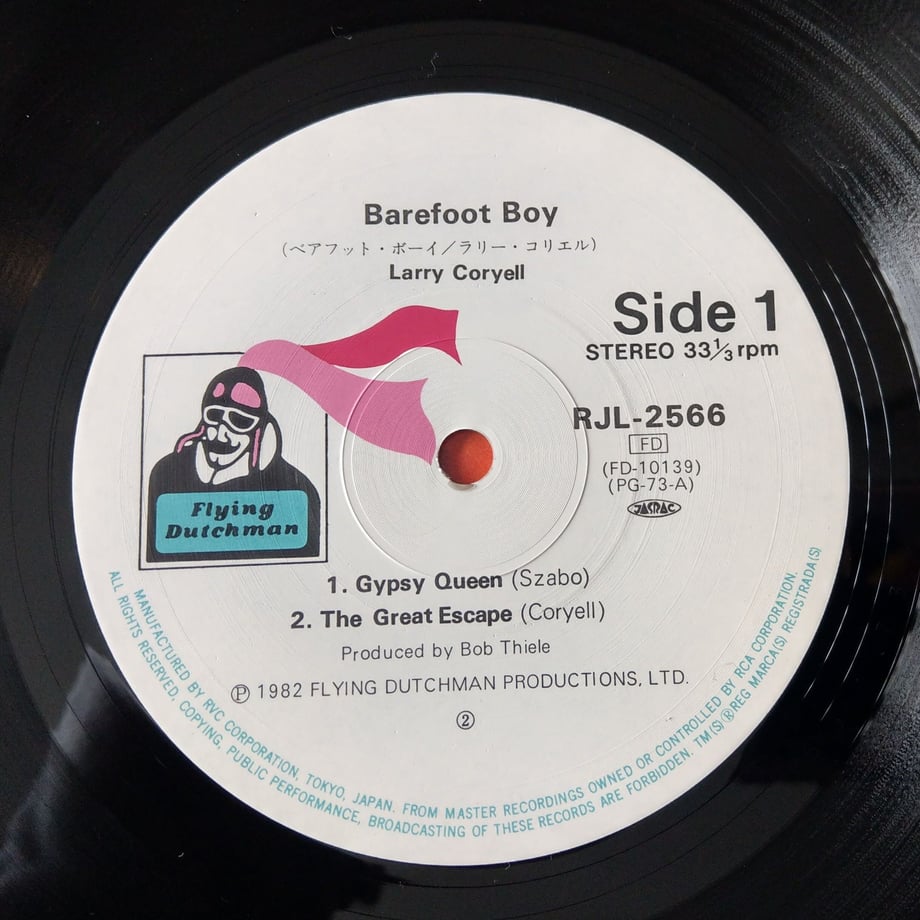 Barefoot Boy
(ベアフット・ボーイ／ラリー・コリエル)
Larry Coryell
Side 1
STEREO 33⅓ rpm
RJL-2566
FD
(FD-10139)
(PG-73-A)
JASRAC
Flying
Dutchman
1. Gypsy Queen (Szabo)
2. The Great Escape (Coryell)
Produced by Bob Thiele
Ⓟ 1982 FLYING DUTCHMAN PRODUCTIONS, LTD.
②
MANUFACTURED BY RVC CORPORATION, TOKYO, JAPAN. FROM MASTER RECORDINGS OWNED OR CONTROLLED BY RCA CORPORATION.
ALL RIGHTS RESERVED, COPYING, PUBLIC PERFORMANCE, BROADCASTING OF THESE RECORDS ARE FORBIDDEN. TM(S)®REG MARCA(S) REGISTRADA(S)